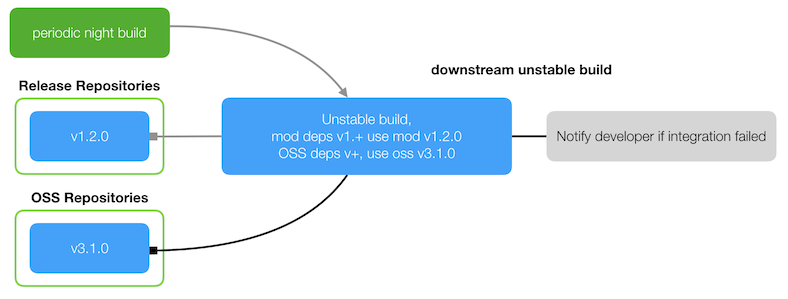 periodic night build
downstream unstable build
Release Repositories
v1.2.0
Unstable build,
mod deps v1.+ use mod v1.2.0
OSS deps v+, use oss v3.1.0
Notify developer if integration failed
OSS Repositories
v3.1.0